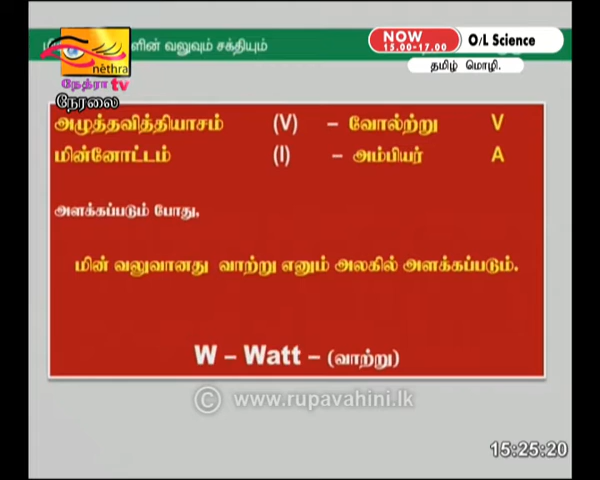 ளின் வலுவும் சக்தியும்
NOW
15.00-17.00
O/L Science
தமிழ் மொழி.
nēthra
நேத்ரா tv
நேரலை
அழுத்தவித்தியாசம் (V) – வோல்ற்று V
மின்னோட்டம் (I) – அம்பியர் A
அளக்கப்படும் போது,
மின் வலுவானது வாற்று எனும் அலகில் அளக்கப்படும்.
W – Watt – (வாற்று)
© www.rupavahini.lk
15:25:20